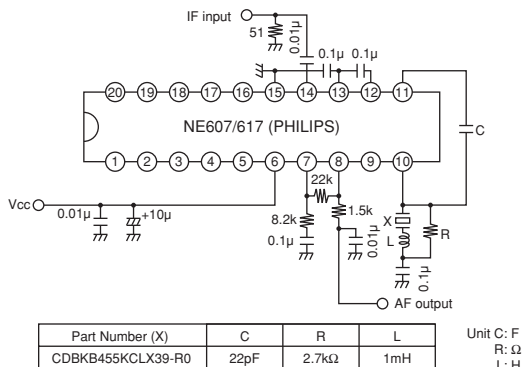 IF input
51
0.01μ
0.1μ
0.1μ
20 19 18 17 16 15 14 13 12 11
NE607/617 (PHILIPS)
C
1 2 3 4 5 6 7 8 9 10
22k
Vcc
0.01μ
+10μ
8.2k
0.1μ
1.5k
0.01μ
X
L
R
0.1μ
AF output
Part Number (X) C R L
CDBKB455KCLX39-R0 22pF 2.7kΩ 1mH
Unit C: F
R: Ω
L: H